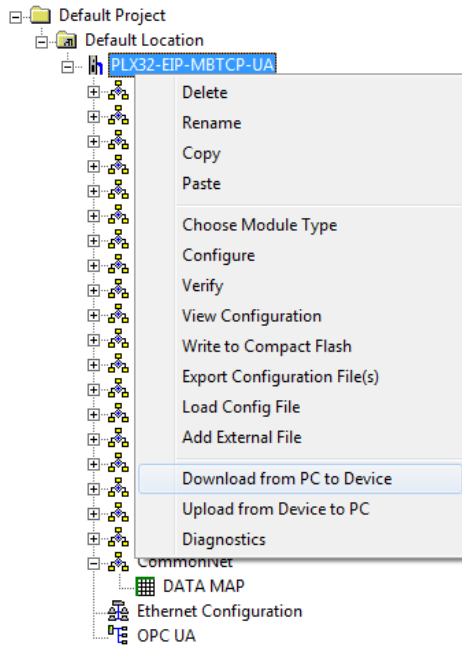 Default Project
Default Location
PLX32-EIP-MBTCP-UA
Delete
Rename
Copy
Paste
Choose Module Type
Configure
Verify
View Configuration
Write to Compact Flash
Export Configuration File(s)
Load Config File
Add External File
Download from PC to Device
Upload from Device to PC
Diagnostics
CommonNet
DATA MAP
Ethernet Configuration
OPC UA